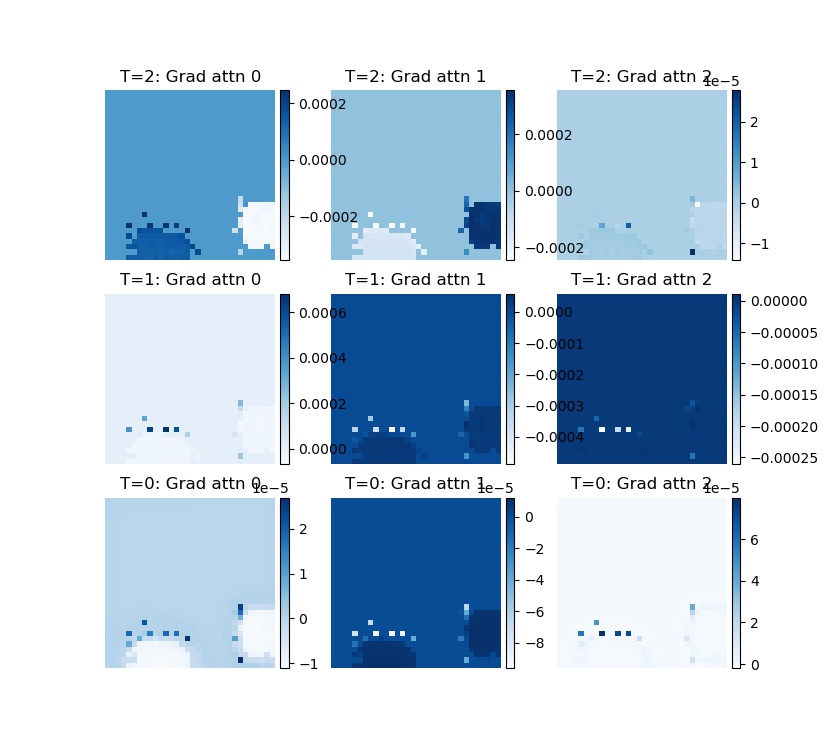 T=2: Grad attn 0
0.0002
0.0000
−0.0002
T=2: Grad attn 1
0.0002
0.0000
−0.0002
T=2: Grad attn 2
1e−5
2
1
0
−1
T=1: Grad attn 0
0.0006
0.0004
0.0002
0.0000
T=1: Grad attn 1
0.0000
−0.0001
−0.0002
−0.0003
−0.0004
T=1: Grad attn 2
0.00000
−0.00005
−0.00010
−0.00015
−0.00020
−0.00025
T=0: Grad attn 0
1e−5
2
1
0
−1
T=0: Grad attn 1
1e−5
0
−2
−4
−6
−8
T=0: Grad attn 2
1e−5
6
4
2
0